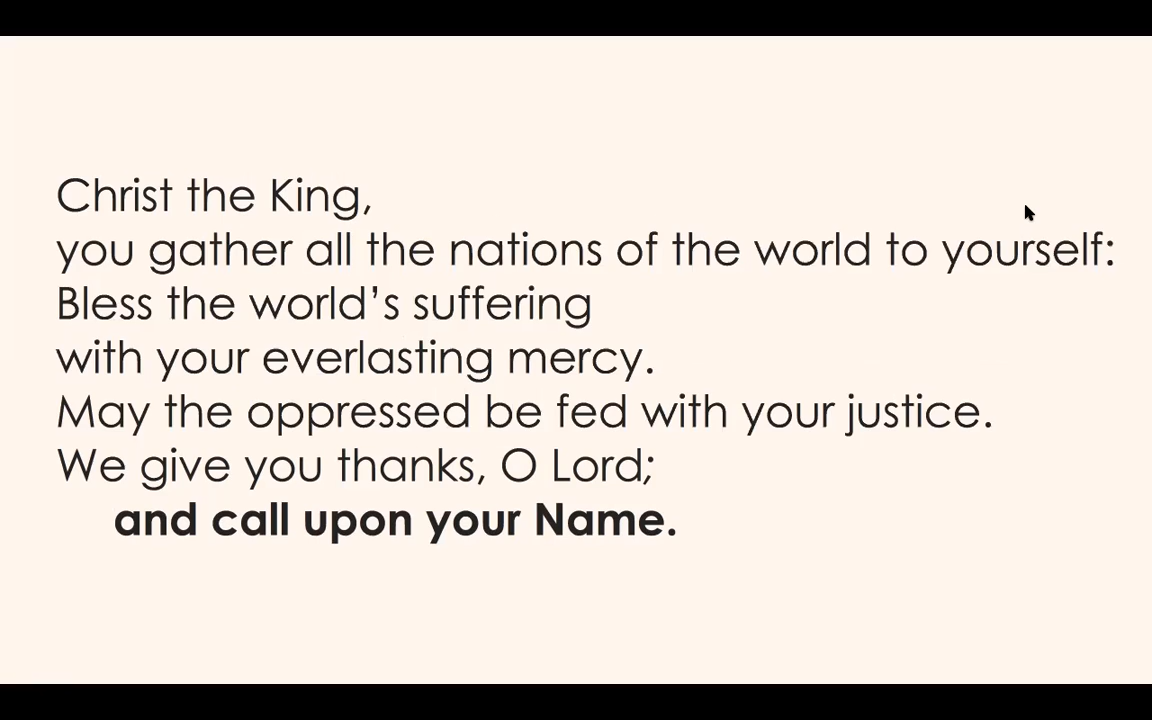 Christ the King,
you gather all the nations of the world to yourself:
Bless the world’s suffering
with your everlasting mercy.
May the oppressed be fed with your justice.
We give you thanks, O Lord;
and call upon your Name.